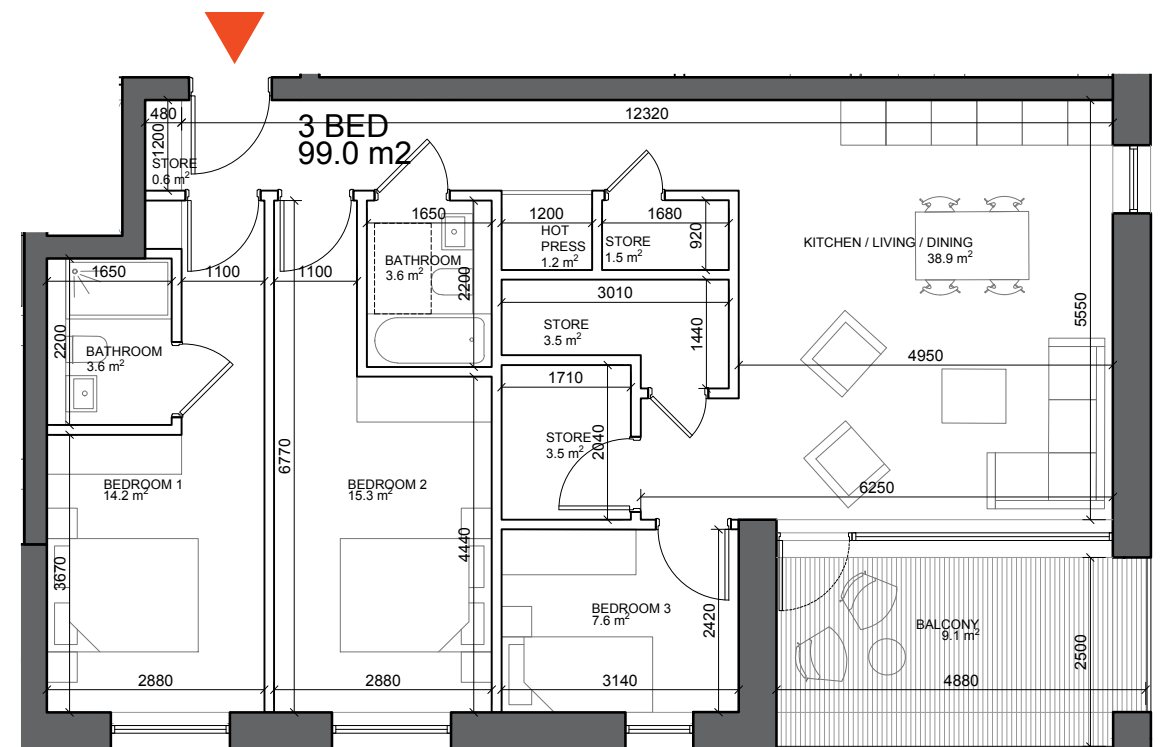 480
12320
3 BED
99.0 m2
1200
STORE
0.6 m²
1650
1200
HOT
PRESS
1.2 m²
1680
920
STORE
1.5 m²
KITCHEN / LIVING / DINING
38.9 m²
1650
1100
1100
BATHROOM
3.6 m²
2200
3010
STORE
3.5 m²
1440
5550
2200
BATHROOM
3.6 m²
4950
1710
STORE
3.5 m²
2040
6770
BEDROOM 1
14.2 m²
BEDROOM 2
15.3 m²
6250
3670
4440
BEDROOM 3
7.6 m²
2420
BALCONY
9.1 m²
2500
2880
2880
3140
4880